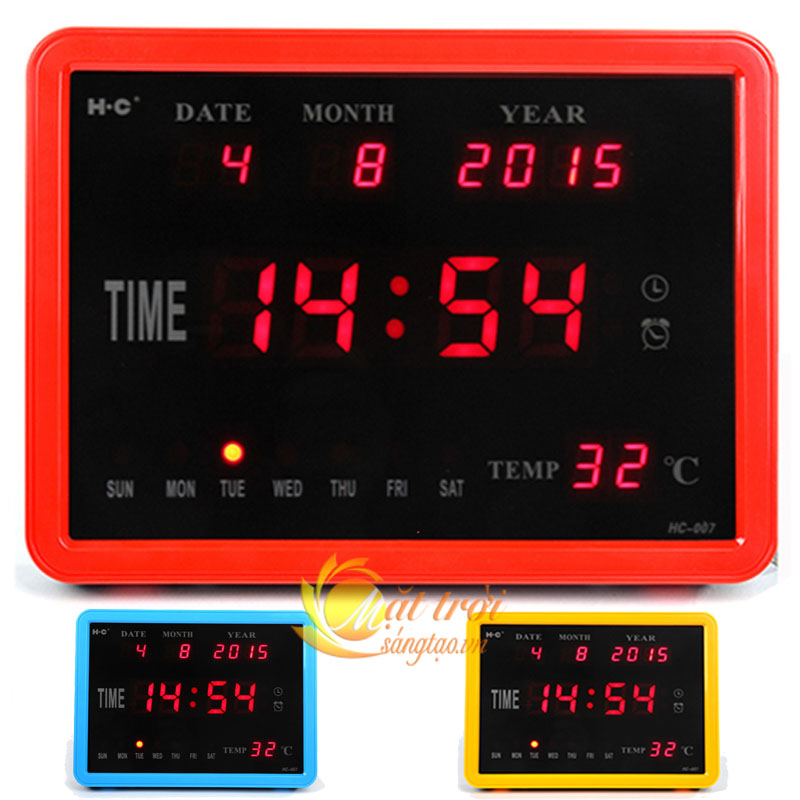 H·C
DATE MONTH YEAR
4 8 2015
TIME 14:54
SUN MON TUE WED THU FRI SAT
TEMP 32 °C
HC-007
Mặt trời
sángtạo.vn
H·C
DATE MONTH YEAR
4 8 2015
TIME 14:54
SUN MON TUE WED THU FRI SAT
TEMP 32 °C
HC-007
H·C
DATE MONTH YEAR
4 8 2015
TIME 14:54
SUN MON TUE WED THU FRI SAT
TEMP 32 °C
HC-007